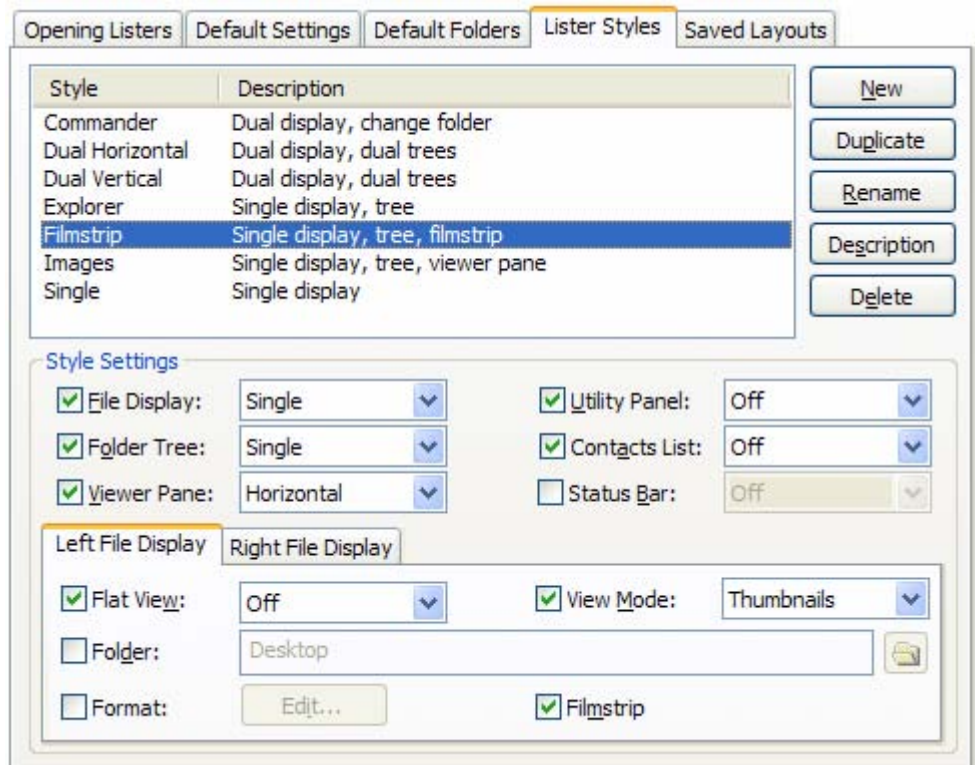 Opening Listers Default Settings Default Folders Lister Styles Saved Layouts
Style Description
Commander Dual display, change folder
Dual Horizontal Dual display, dual trees
Dual Vertical Dual display, dual trees
Explorer Single display, tree
Filmstrip Single display, tree, filmstrip
Images Single display, tree, viewer pane
Single Single display
New
Duplicate
Rename
Description
Delete
Style Settings
File Display: Single Utility Panel: Off
Folder Tree: Single Contacts List: Off
Viewer Pane: Horizontal Status Bar: Off
Left File Display Right File Display
Flat View: Off View Mode: Thumbnails
Folder: Desktop
Format: Edit... Filmstrip